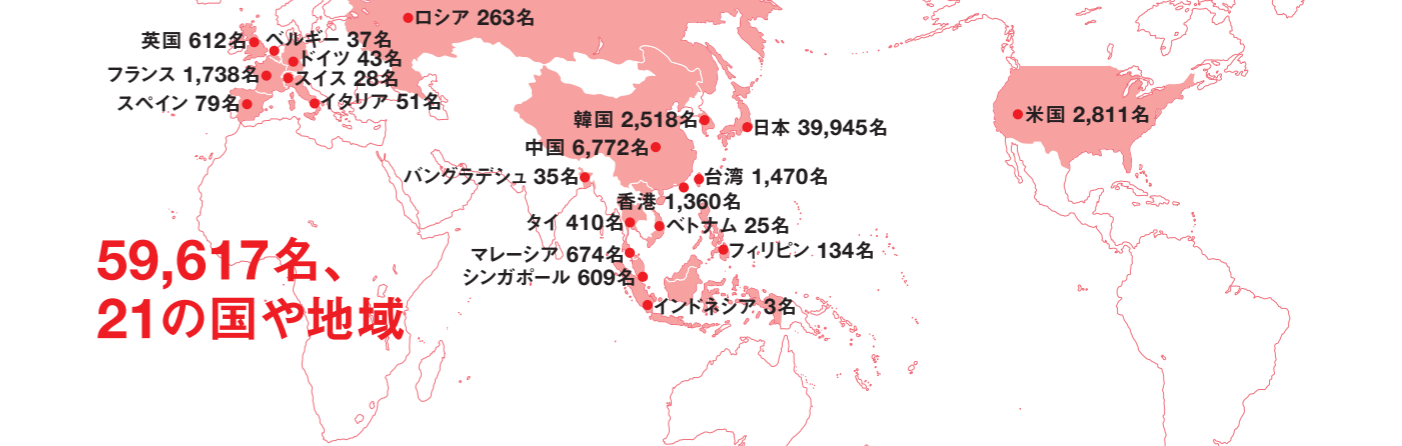 ロシア 263名
英国 612名
ベルギー 37名
ドイツ 43名
フランス 1,738名
スイス 28名
スペイン 79名
イタリア 51名
韓国 2,518名
日本 39,945名
中国 6,772名
バングラデシュ 35名
台湾 1,470名
香港 1,360名
タイ 410名
ベトナム 25名
マレーシア 674名
フィリピン 134名
シンガポール 609名
インドネシア 3名
米国 2,811名
59,617名、
21の国や地域